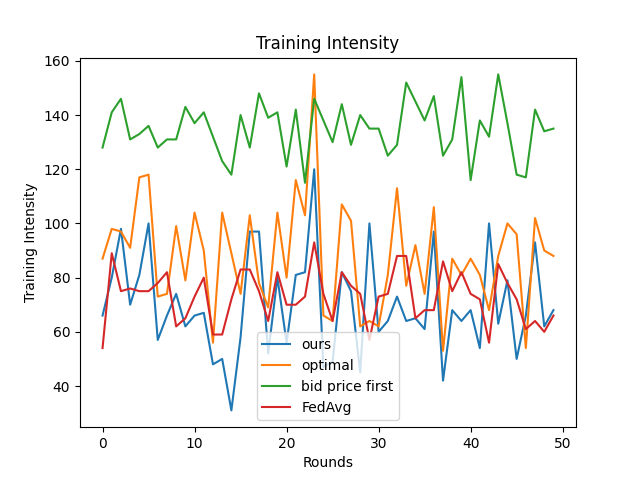 Training Intensity
160
140
120
100
80
60
40
Training Intensity
ours
optimal
bid price first
FedAvg
0 10 20 30 40 50
Rounds